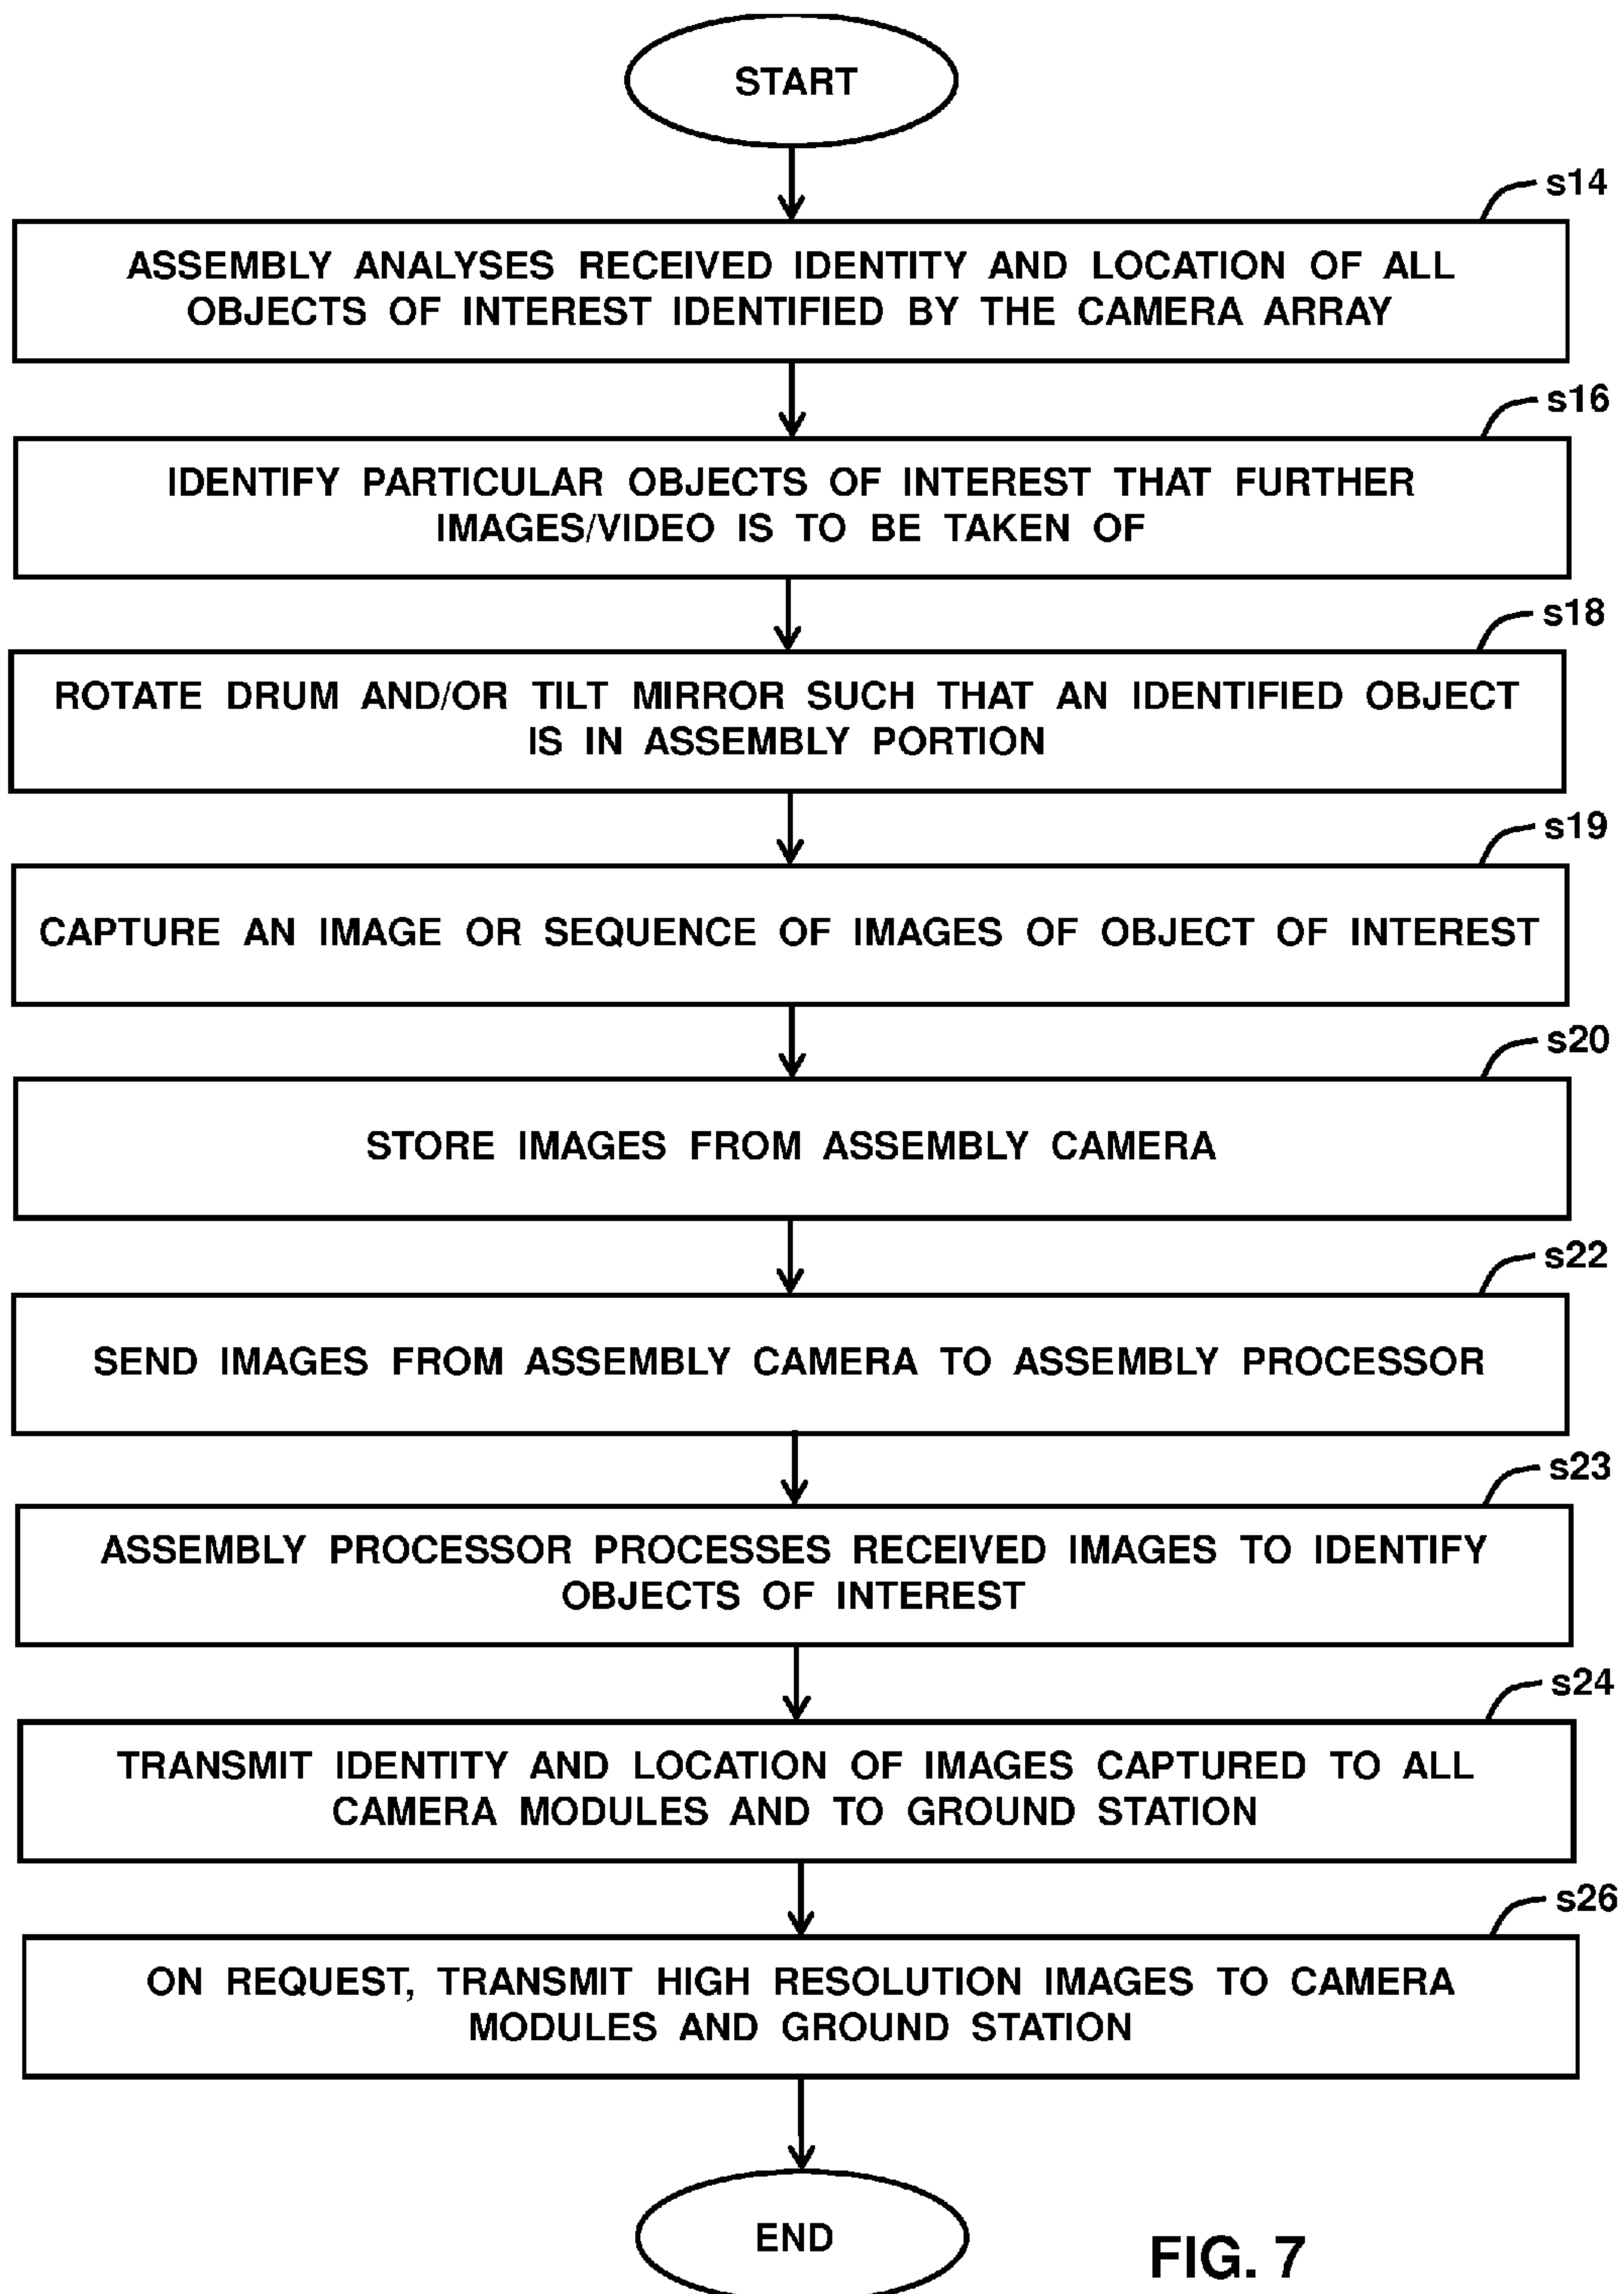 START
s14
ASSEMBLY ANALYSES RECEIVED IDENTITY AND LOCATION OF ALL
OBJECTS OF INTEREST IDENTIFIED BY THE CAMERA ARRAY
s16
IDENTIFY PARTICULAR OBJECTS OF INTEREST THAT FURTHER
IMAGES/VIDEO IS TO BE TAKEN OF
s18
ROTATE DRUM AND/OR TILT MIRROR SUCH THAT AN IDENTIFIED OBJECT
IS IN ASSEMBLY PORTION
s19
CAPTURE AN IMAGE OR SEQUENCE OF IMAGES OF OBJECT OF INTEREST
s20
STORE IMAGES FROM ASSEMBLY CAMERA
s22
SEND IMAGES FROM ASSEMBLY CAMERA TO ASSEMBLY PROCESSOR
s23
ASSEMBLY PROCESSOR PROCESSES RECEIVED IMAGES TO IDENTIFY
OBJECTS OF INTEREST
s24
TRANSMIT IDENTITY AND LOCATION OF IMAGES CAPTURED TO ALL
CAMERA MODULES AND TO GROUND STATION
s26
ON REQUEST, TRANSMIT HIGH RESOLUTION IMAGES TO CAMERA
MODULES AND GROUND STATION
END
FIG. 7